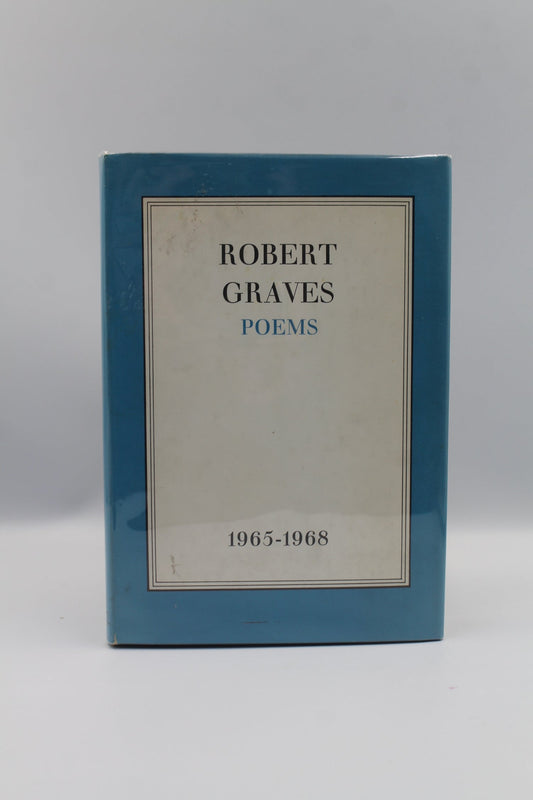 ROBERT
GRAVES
POEMS
1965-1968